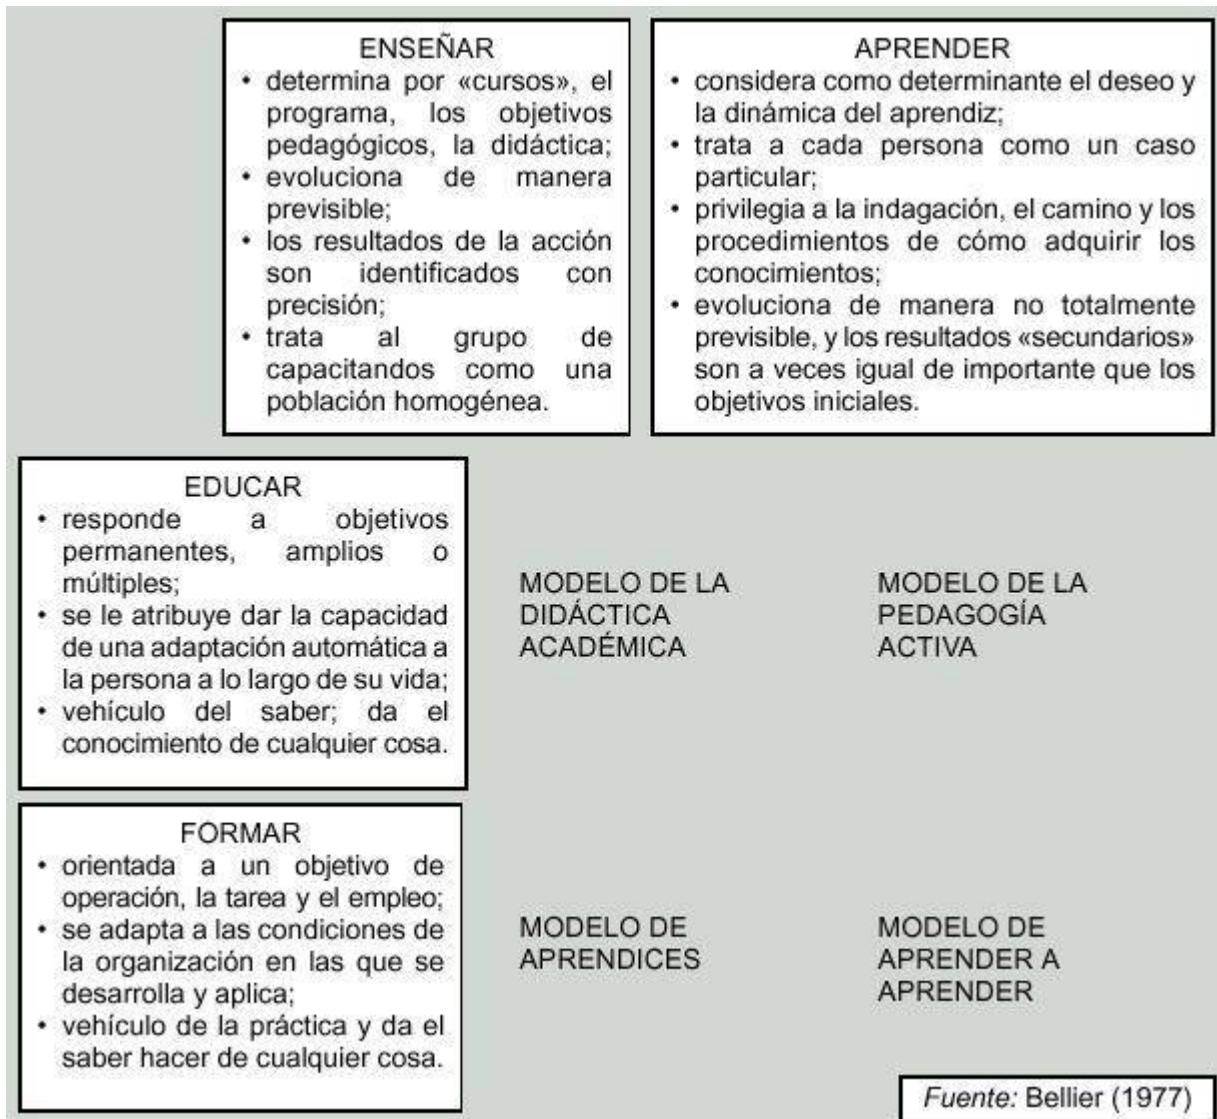 ENSEÑAR
• determina por «cursos», el
programa, los objetivos
pedagógicos, la didáctica;
• evoluciona de manera
previsible;
• los resultados de la acción
son identificados con
precisión;
• trata al grupo de
capacitandos como una
población homogénea.
APRENDER
• considera como determinante el deseo y
la dinámica del aprendiz;
• trata a cada persona como un caso
particular;
• privilegia a la indagación, el camino y los
procedimientos de cómo adquirir los
conocimientos;
• evoluciona de manera no totalmente
previsible, y los resultados «secundarios»
son a veces igual de importante que los
objetivos iniciales.
EDUCAR
• responde a objetivos
permanentes, amplios o
múltiples;
• se le atribuye dar la capacidad
de una adaptación automática a
la persona a lo largo de su vida;
• vehículo del saber; da el
conocimiento de cualquier cosa.
MODELO DE LA
DIDÁCTICA
ACADÉMICA
MODELO DE LA
PEDAGOGÍA
ACTIVA
FORMAR
• orientada a un objetivo de
operación, la tarea y el empleo;
• se adapta a las condiciones de
la organización en las que se
desarrolla y aplica;
• vehículo de la práctica y da el
saber hacer de cualquier cosa.
MODELO DE
APRENDICES
MODELO DE
APRENDER A
APRENDER
Fuente: Bellier (1977)